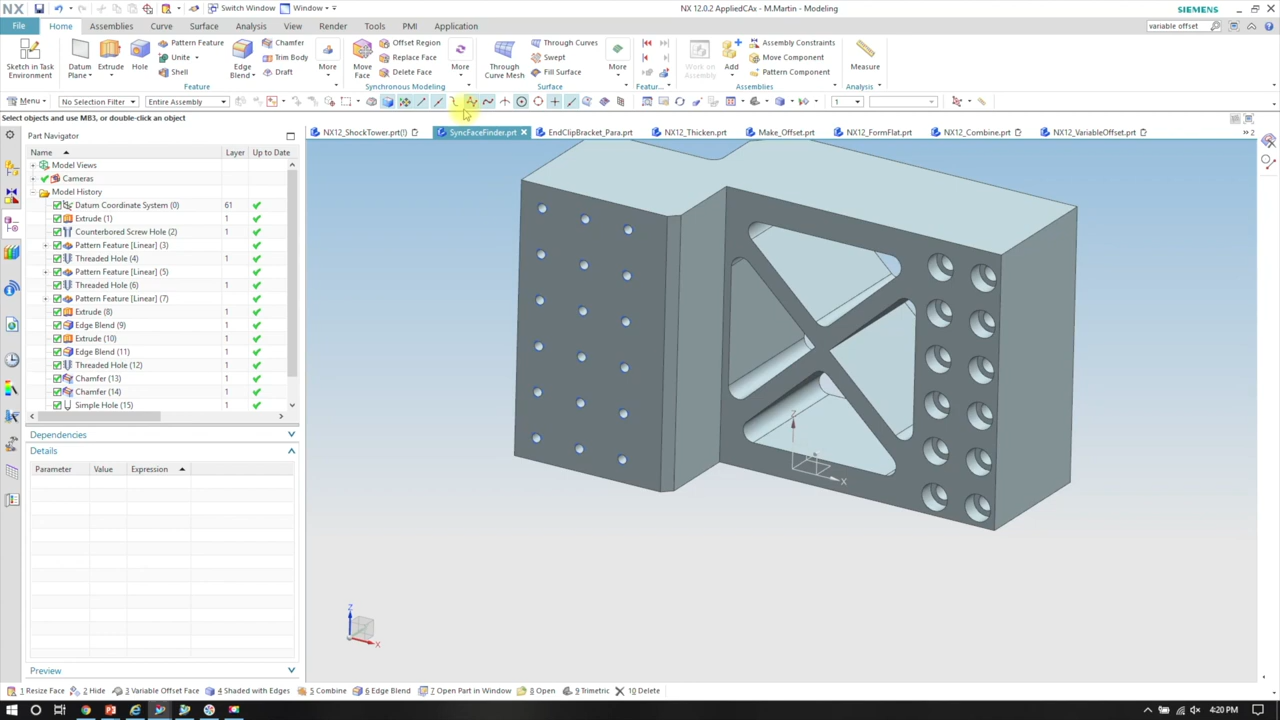 NX Switch Window Window NX 12.0.2 AppliedCAx - M.Martin - Modeling SIEMENS
File Home Assemblies Curve Surface Analysis View Render Tools PMI Application variable offset
Sketch in Task Environment
Datum Plane
Extrude
Hole
Pattern Feature
Unite
Shell
Edge Blend
Chamfer
Trim Body
Draft
More
Feature
Move Face
Offset Region
Replace Face
Delete Face
More
Synchronous Modeling
Through Curve Mesh
Through Curves
Swept
Fill Surface
More
Surface
Featur...
Work on Assembly
Add
Assembly Constraints
Move Component
Pattern Component
Assemblies
Measure
Analysis
Menu No Selection Filter Entire Assembly 1
Select objects and use MB3, or double-click an object
Part Navigator NX12_ShockTower.prt(!) SyncFaceFinder.prt EndClipBracket_Para.prt NX12_Thicken.prt Make_Offset.prt NX12_FormFlat.prt NX12_Combine.prt NX12_VariableOffset.prt 2
Name Layer Up to Date
Model Views
Cameras
Model History
Datum Coordinate System (0) 61
Extrude (1) 1
Counterbored Screw Hole (2) 1
Pattern Feature [Linear] (3)
Threaded Hole (4) 1
Pattern Feature [Linear] (5)
Threaded Hole (6) 1
Pattern Feature [Linear] (7)
Extrude (8) 1
Edge Blend (9) 1
Extrude (10) 1
Edge Blend (11) 1
Threaded Hole (12) 1
Chamfer (13) 1
Chamfer (14) 1
Simple Hole (15) 1
Dependencies
Details
Parameter Value Expression
Z
X
Z
X
Preview
1 Resize Face 2 Hide 3 Variable Offset Face 4 Shaded with Edges 5 Combine 6 Edge Blend 7 Open Part in Window 8 Open 9 Trimetric 10 Delete
4:20 PM